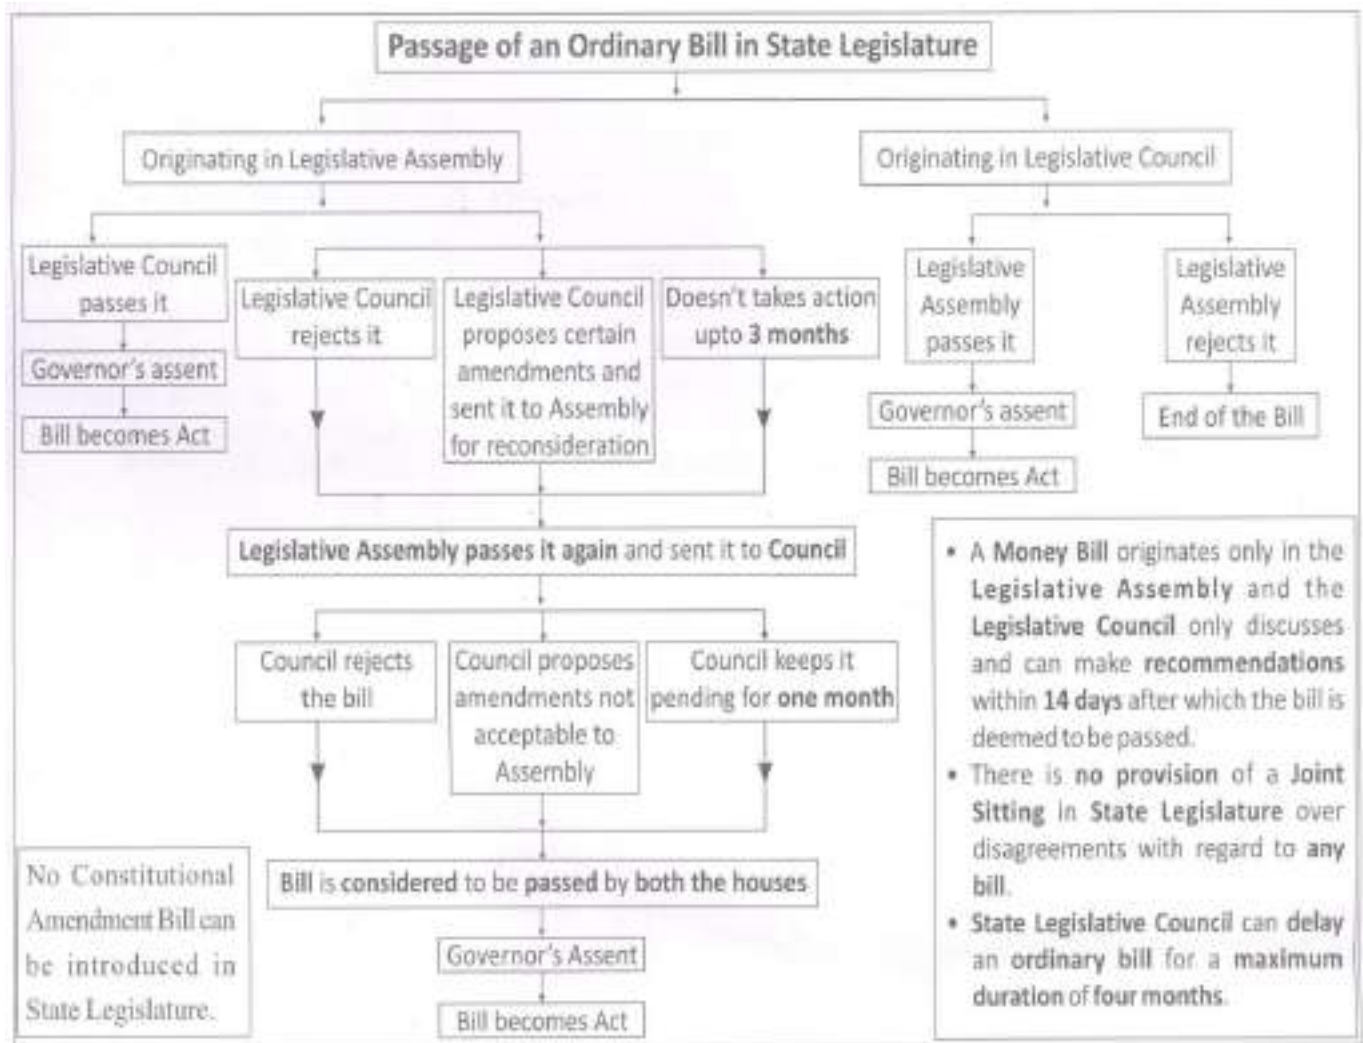 Passage of an Ordinary Bill in State Legislature
Originating in Legislative Assembly
Originating in Legislative Council
Legislative Council
passes it
Governor's assent
Bill becomes Act
Legislative Council
rejects it
Legislative Council
proposes certain
amendments and
sent it to Assembly
for reconsideration
Doesn't takes action
upto 3 months
Legislative
Assembly
passes it
Governor's assent
Bill becomes Act
Legislative
Assembly
rejects it
End of the Bill
Legislative Assembly passes it again and sent it to Council
Council rejects
the bill
Council proposes
amendments not
acceptable to
Assembly
Council keeps it
pending for one month
Bill is considered to be passed by both the houses
Governor's Assent
Bill becomes Act
No Constitutional
Amendment Bill can
be introduced in
State Legislature.
• A Money Bill originates only in the
Legislative Assembly and the
Legislative Council only discusses
and can make recommendations
within 14 days after which the bill is
deemed to be passed.
• There is no provision of a Joint
Sitting in State Legislature over
disagreements with regard to any
bill.
• State Legislative Council can delay
an ordinary bill for a maximum
duration of four months.